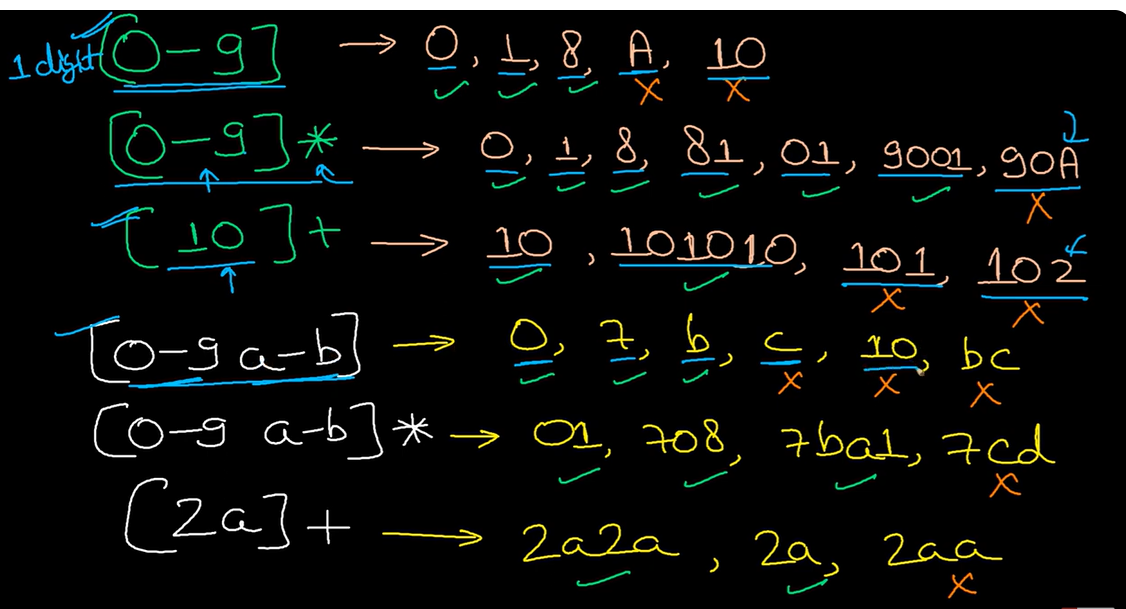 1 digit [0-9] → 0, 1, 8, A, 10
[0-9]* → 0, 1, 8, 81, 01, 9001, 90A
[10]+ → 10, 101010, 101, 102
[0-9 a-b] → 0, 7, b, c, 10, bc
[0-9 a-b]* → 01, 708, 7ba1, 7cd
[2a]+ → 2a2a, 2a, 2aa